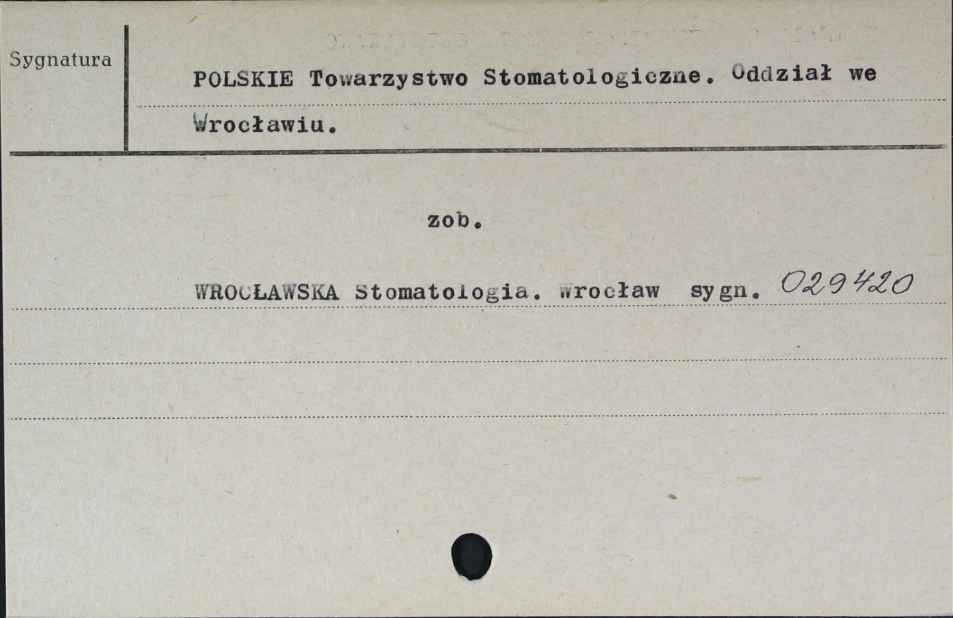 Sygnatura
POLSKIE Towarzystwo Stomatologiczne. Oddział we
Wrocławiu.
zob.
WROCŁAWSKA Stomatologia. Wrocław sygn. 029420